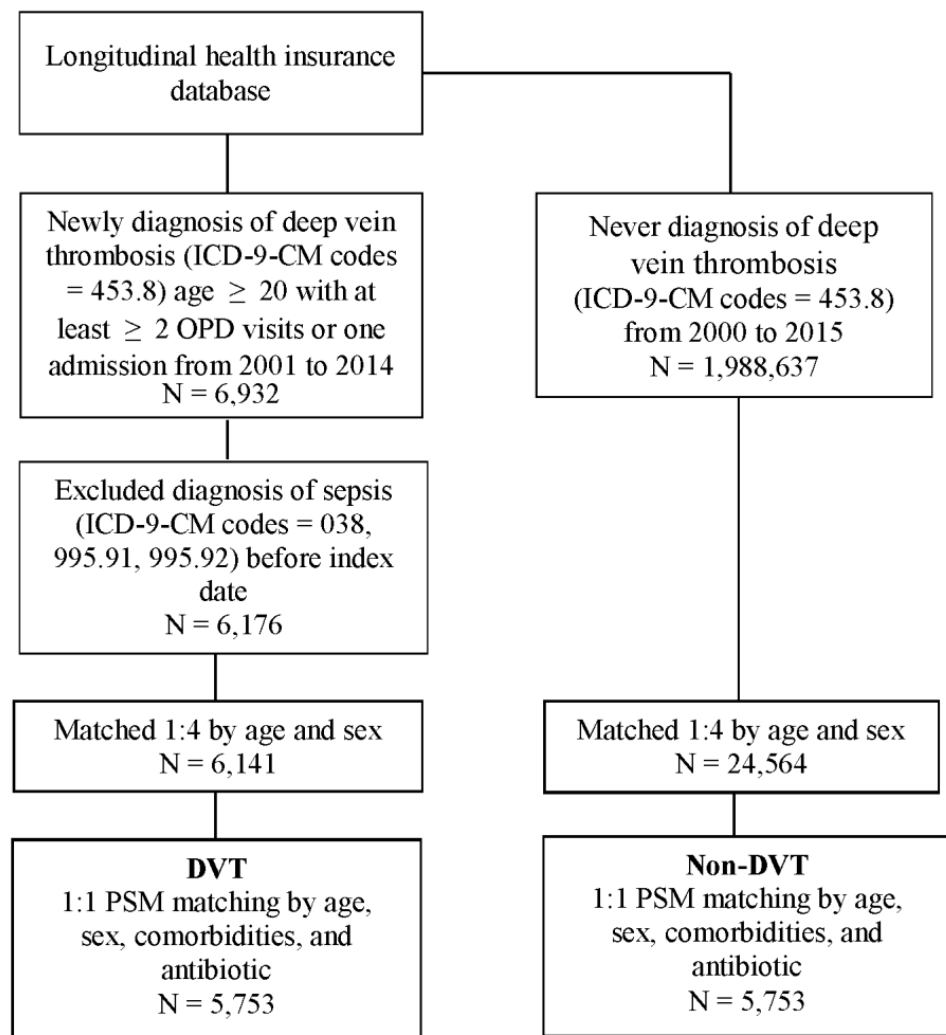 Longitudinal health insurance
database
Newly diagnosis of deep vein
thrombosis (ICD-9-CM codes
= 453.8) age ≥ 20 with at
least ≥ 2 OPD visits or one
admission from 2001 to 2014
N = 6,932
Never diagnosis of deep
vein thrombosis
(ICD-9-CM codes = 453.8)
from 2000 to 2015
N = 1,988,637
Excluded diagnosis of sepsis
(ICD-9-CM codes = 038,
995.91, 995.92) before index
date
N = 6,176
Matched 1:4 by age and sex
N = 6,141
Matched 1:4 by age and sex
N = 24,564
DVT
1:1 PSM matching by age,
sex, comorbidities, and
antibiotic
N = 5,753
Non-DVT
1:1 PSM matching by age,
sex, comorbidities, and
antibiotic
N = 5,753